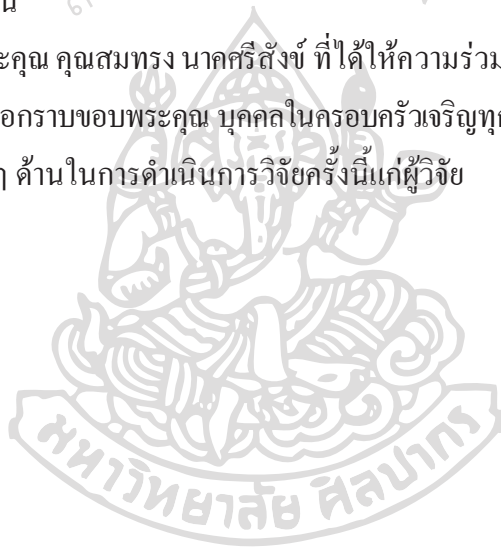 ะคุณ คุณสมทรง นาคศรีสังข์ ที่ได้ให้ความร่วม
อกราบขอบพระคุณ บุคคลในครอบครัวเจริญทุก
ๆ ด้านในการดำเนินการวิจัยครั้งนี้แก่ผู้วิจัย
มหาวิทยาลัย ศิลปากร